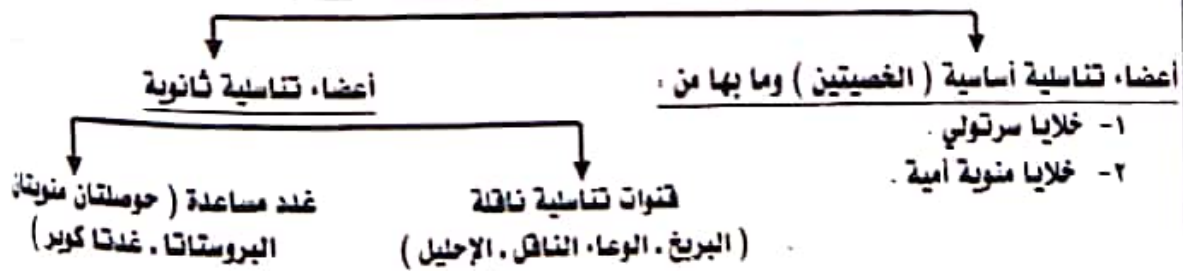 أعضاء تناسلية أساسية ( الخصيتين ) وما بها من :
١- خلايا سرتولي .
٢- خلايا منوية أمية .
أعضاء تناسلية ثانوية
قنوات تناسلية ناقلة
( البربخ . الوعاء الناقل . الإحليل )
غدد مساعدة ( حوصلتان منويتان
البروستاتا . غدتا كوبر )